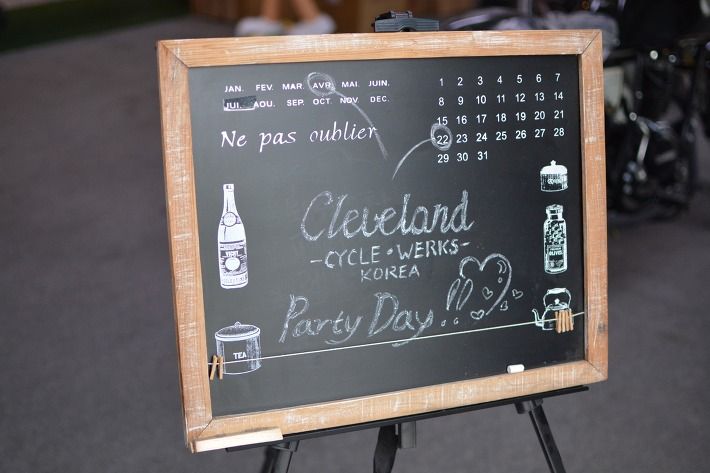 JAN. FEV. MAR. AVR. MAI. JUIN.
JUI. AOU. SEP. OCT. NOV. DEC.
1 2 3 4 5 6 7
8 9 10 11 12 13 14
15 16 17 18 19 20 21
22 23 24 25 26 27 28
29 30 31
Ne pas oublier
Cleveland
-CYCLE•WERKS-
KOREA
Party Day!!
TEA